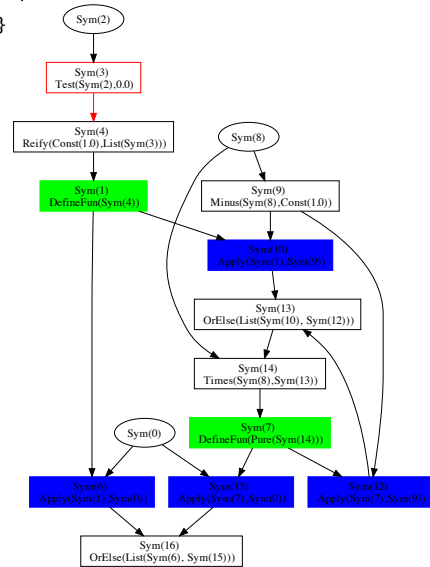 }
Sym(2)
Sym(3)
Test(Sym(2),0.0)
Sym(4)
Reify(Const(1.0),List(Sym(3)))
Sym(8)
Sym(1)
DefineFun(Sym(4))
Sym(9)
Minus(Sym(8),Const(1.0))
Sym(10)
Apply(Sym(1),Sym(9))
Sym(13)
OrElse(List(Sym(10), Sym(12)))
Sym(14)
Times(Sym(8),Sym(13))
Sym(0)
Sym(7)
DefineFun(Pure(Sym(14)))
Sym(6)
Apply(Sym(1),Sym(0))
Sym(15)
Apply(Sym(7),Sym(0))
Sym(12)
Apply(Sym(7),Sym(9))
Sym(16)
OrElse(List(Sym(6), Sym(15)))